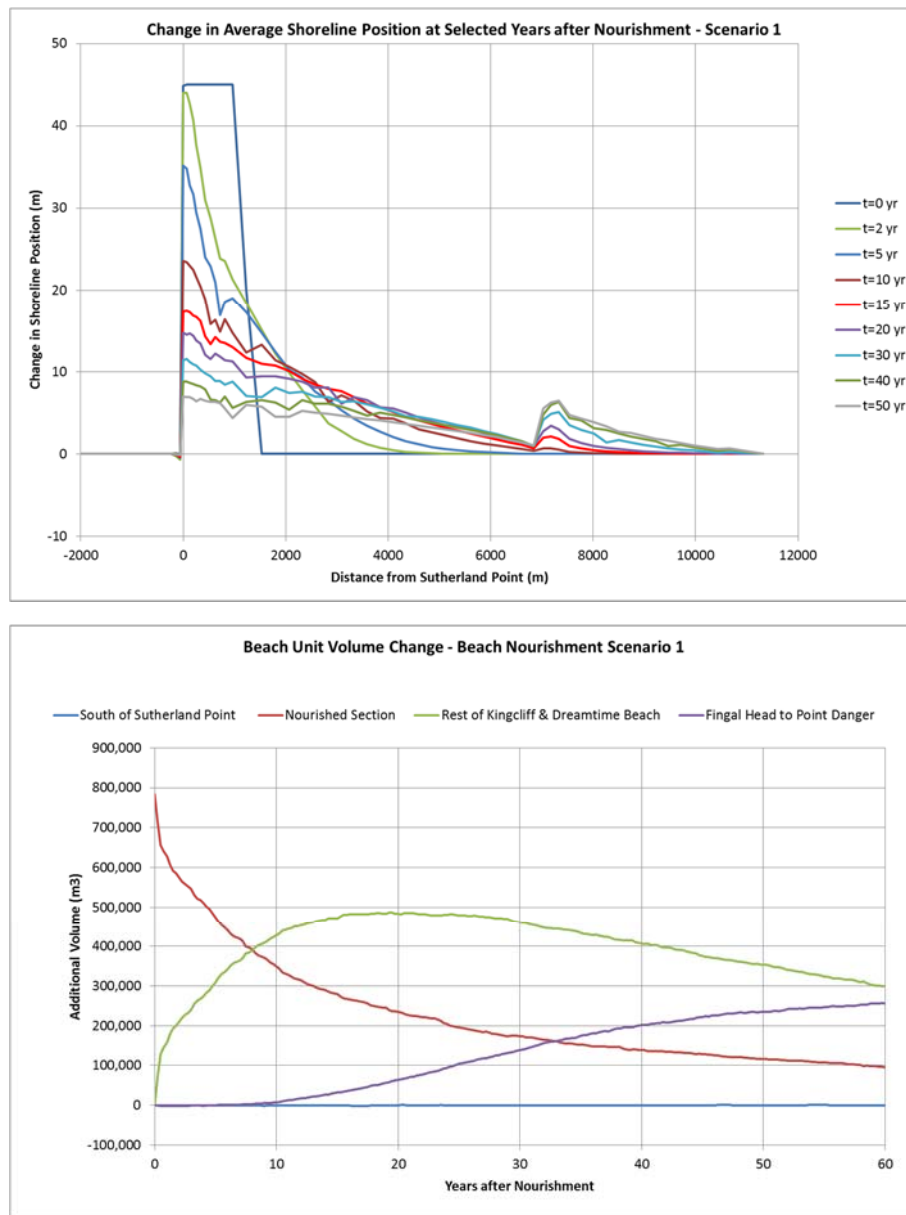 Change in Average Shoreline Position at Selected Years after Nourishment - Scenario 1
50
40
30
20
10
0
-10
Change in Shoreline Position (m)
-2000 0 2000 4000 6000 8000 10000 12000
Distance from Sutherland Point (m)
t=0 yr
t=2 yr
t=5 yr
t=10 yr
t=15 yr
t=20 yr
t=30 yr
t=40 yr
t=50 yr
Beach Unit Volume Change - Beach Nourishment Scenario 1
South of Sutherland Point Nourished Section Rest of Kingcliff & Dreamtime Beach Fingal Head to Point Danger
900,000
800,000
700,000
600,000
500,000
400,000
300,000
200,000
100,000
0
-100,000
Additional Volume (m3)
0 10 20 30 40 50 60
Years after Nourishment